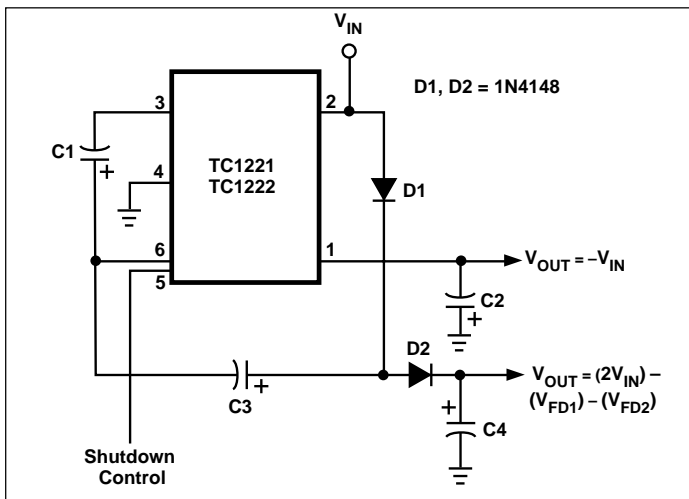 V_IN
D1, D2 = 1N4148
3
2
C1
+
TC1221
TC1222
4
D1
6
5
1
V_OUT = –V_IN
C2
+
D2
C3
+
+
V_OUT = (2V_IN) –
(V_FD1) – (V_FD2)
C4
Shutdown
Control